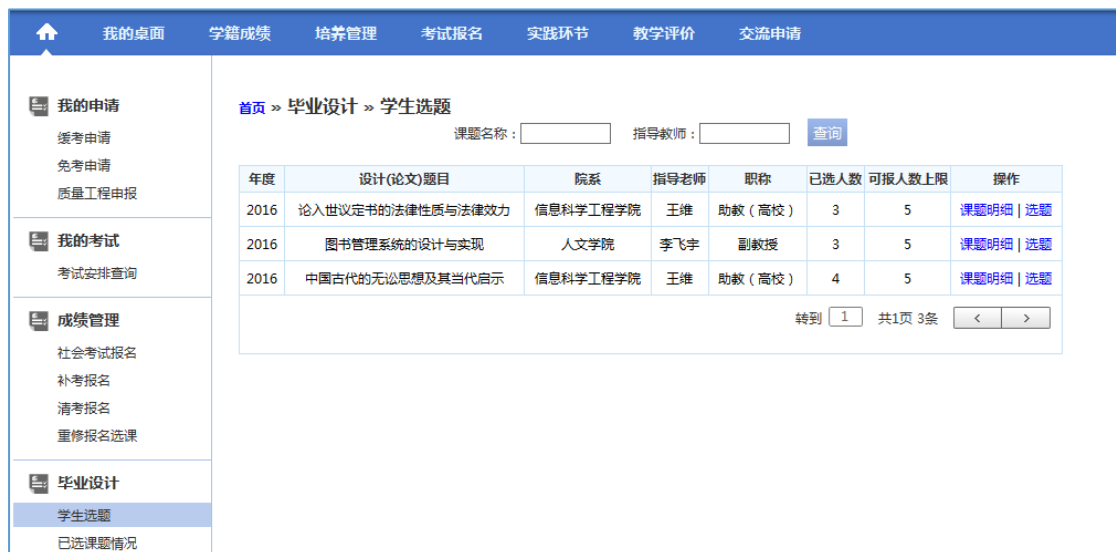 我的桌面 学籍成绩 培养管理 考试报名 实践环节 教学评价 交流申请
我的申请
缓考申请
免考申请
质量工程申报
我的考试
考试安排查询
成绩管理
社会考试报名
补考报名
清考报名
重修报名选课
毕业设计
学生选题
已选课题情况
首页 » 毕业设计 » 学生选题
课题名称： 指导教师： 查询
年度 设计(论文)题目 院系 指导老师 职称 已选人数 可报人数上限 操作
2016 论入世议定书的法律性质与法律效力 信息科学工程学院 王维 助教（高校） 3 5 课题明细 | 选题
2016 图书管理系统的设计与实现 人文学院 李飞宇 副教授 3 5 课题明细 | 选题
2016 中国古代的无讼思想及其当代启示 信息科学工程学院 王维 助教（高校） 4 5 课题明细 | 选题
转到 1 共1页 3条 < >